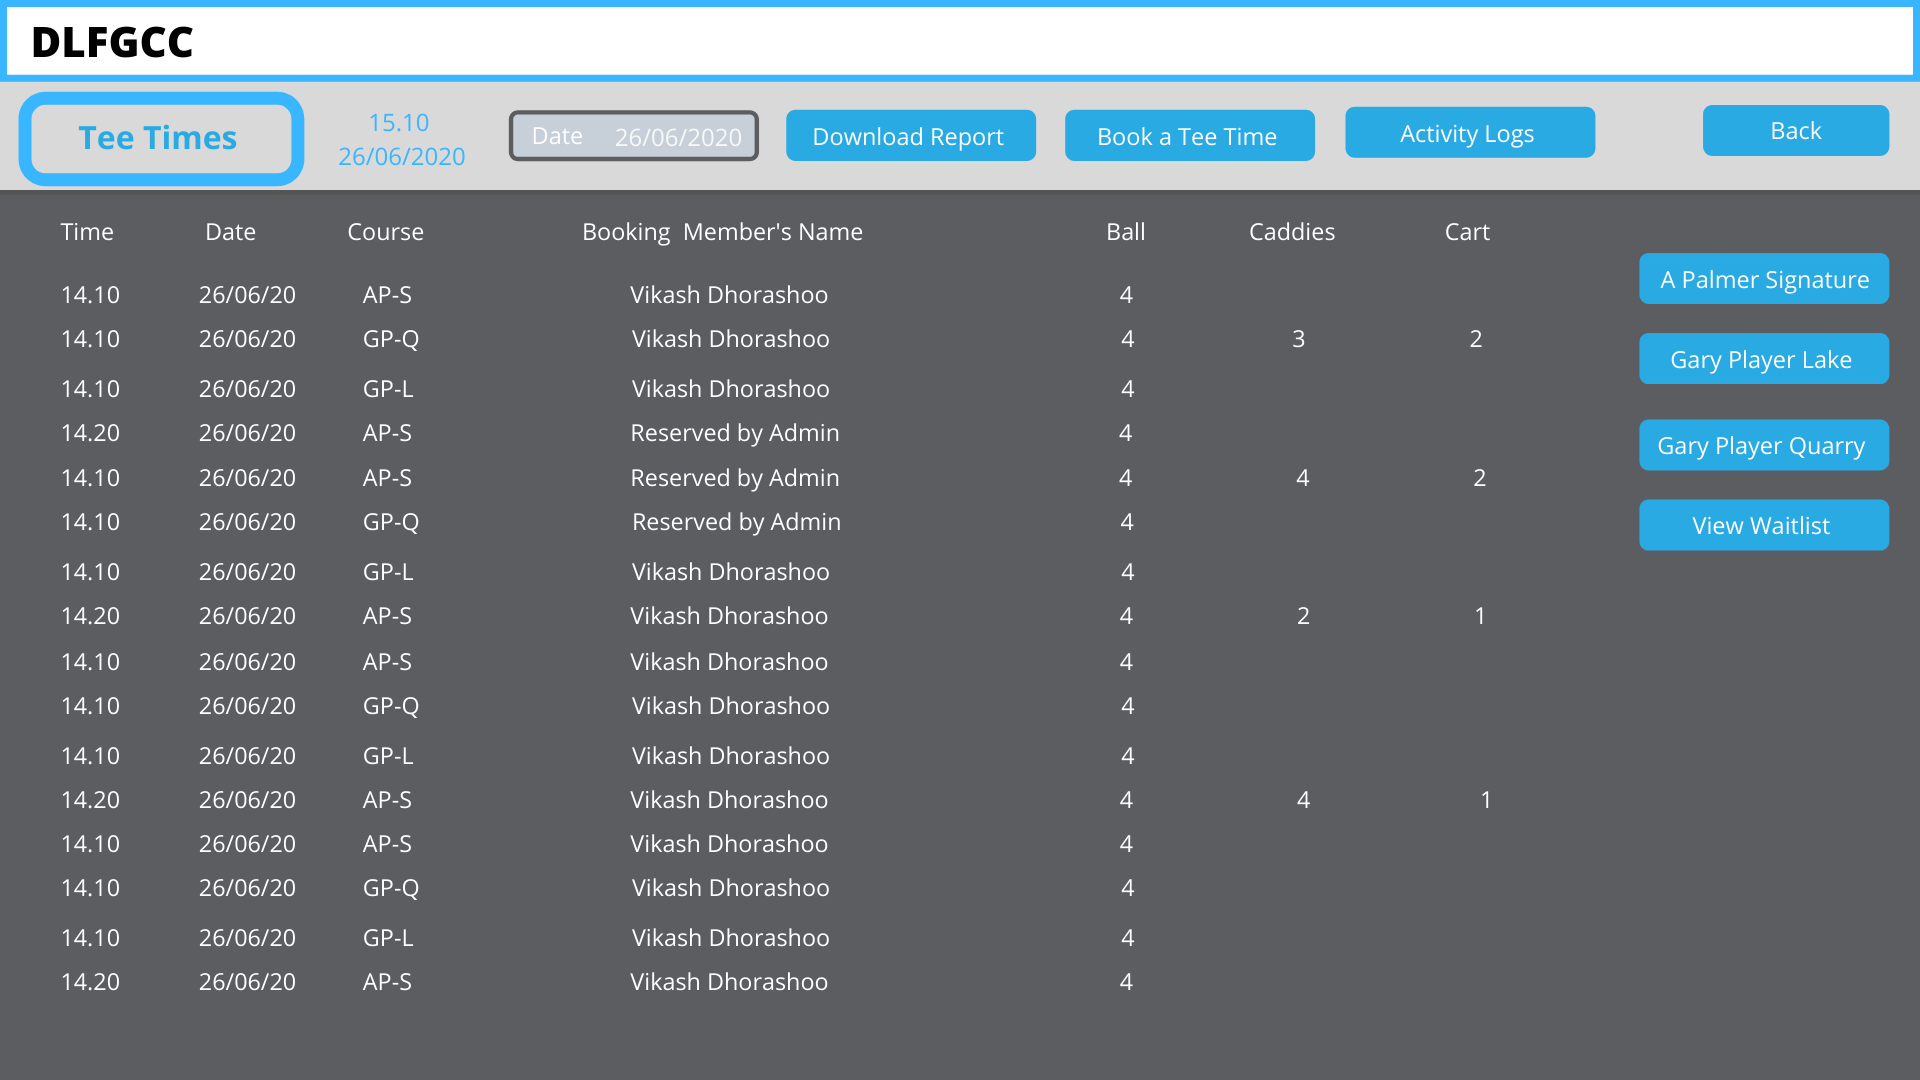 DLFGCC
Tee Times
15.10
26/06/2020
Date 26/06/2020
Download Report
Book a Tee Time
Activity Logs
Back
Time Date Course Booking Member's Name Ball Caddies Cart
14.10 26/06/20 AP-S Vikash Dhorashoo 4
14.10 26/06/20 GP-Q Vikash Dhorashoo 4 3 2
14.10 26/06/20 GP-L Vikash Dhorashoo 4
14.20 26/06/20 AP-S Reserved by Admin 4
14.10 26/06/20 AP-S Reserved by Admin 4 4 2
14.10 26/06/20 GP-Q Reserved by Admin 4
14.10 26/06/20 GP-L Vikash Dhorashoo 4
14.20 26/06/20 AP-S Vikash Dhorashoo 4 2 1
14.10 26/06/20 AP-S Vikash Dhorashoo 4
14.10 26/06/20 GP-Q Vikash Dhorashoo 4
14.10 26/06/20 GP-L Vikash Dhorashoo 4
14.20 26/06/20 AP-S Vikash Dhorashoo 4 4 1
14.10 26/06/20 AP-S Vikash Dhorashoo 4
14.10 26/06/20 GP-Q Vikash Dhorashoo 4
14.10 26/06/20 GP-L Vikash Dhorashoo 4
14.20 26/06/20 AP-S Vikash Dhorashoo 4
A Palmer Signature
Gary Player Lake
Gary Player Quarry
View Waitlist